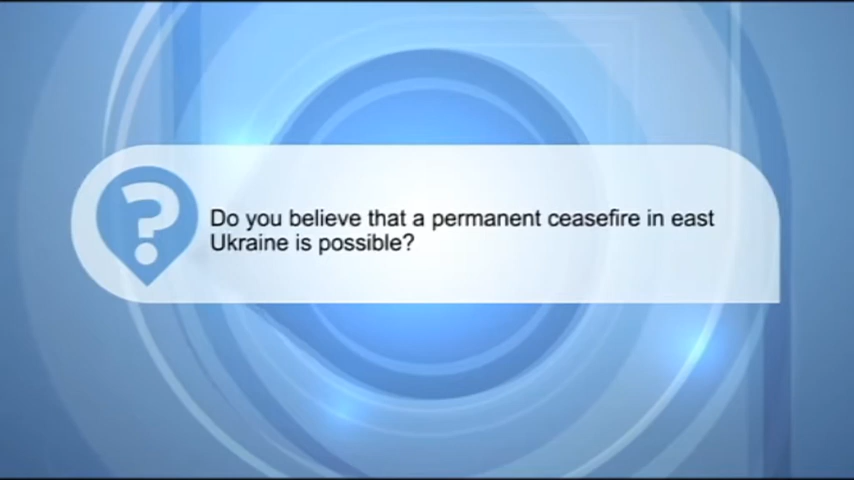 ?
Do you believe that a permanent ceasefire in east
Ukraine is possible?